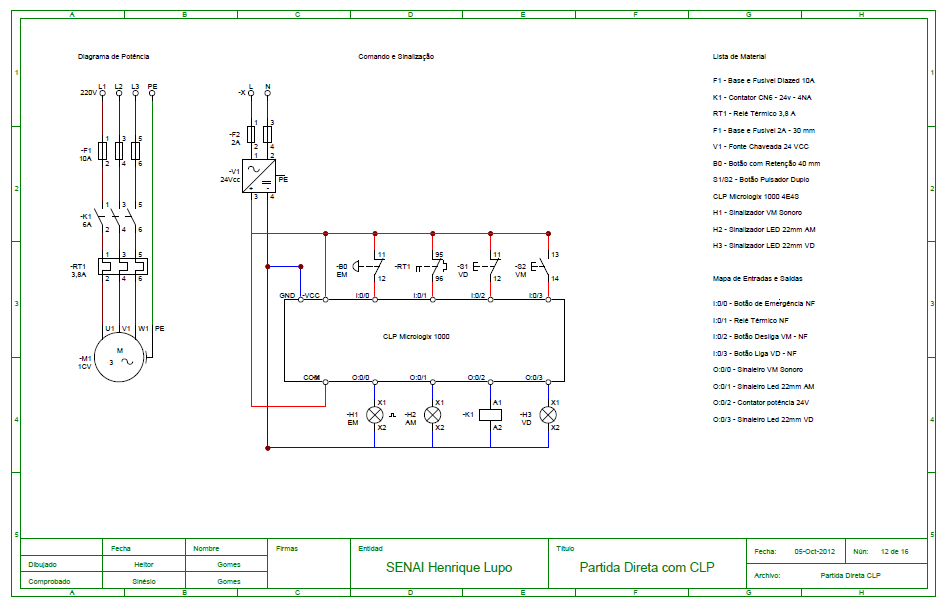 A B C D E F G H
Diagrama de Potência
Comando e Sinalização
Lista de Material
1 1
L1 L2 L3 PE
220V
L N
-X
F1 - Base e Fusivel Diazed 10A
K1 - Contator CN6 - 24v - 4NA
RT1 - Relé Térmico 3,8 A
F1 - Base e Fusivel 2A - 30 mm
V1 - Fonte Chaveada 24 VCC
B0 - Botão com Retenção 40 mm
S1/S2 - Botão Pulsador Duplo
CLP Micrologix 1000 4E4S
H1 - Sinalizador VM Sonoro
H2 - Sinalizador LED 22mm AM
H3 - Sinalizador LED 22mm VD
1 3 5
-F1
10A
2 4 6
1 3
-F2
2A
2 4
1 2
-V1
24Vcc
PE
3 4
2 2
1 3 5
-K1
6A
2 4 6
1 3 5
-RT1
3,8A
2 4 6
11 95 11 13
-B0
EM
-RT1
-S1
VD
-S2
VM
12 96 12 14
Mapa de Entradas e Saídas
I:0/0 - Botão de Emergência NF
I:0/1 - Relé Térmico NF
I:0/2 - Botão Desliga VM - NF
I:0/3 - Botão Liga VD - NF
O:0/0 - Sinaleiro VM Sonoro
O:0/1 - Sinaleiro Led 22mm AM
O:0/2 - Contator potência 24V
O:0/3 - Sinaleiro Led 22mm VD
GND -VCC I:0/0 I:0/1 I:0/2 I:0/3
3 3
CLP Micrologix 1000
U1 V1 W1 PE
-M1
1CV
M
3
COM O:0/0 O:0/1 O:0/2 O:0/3
X1 X1 A1 X1
-H1
EM
-H2
AM
-K1
-H3
VD
X2 X2 A2 X2
4 4
5 5
Fecha Nombre Firmas
Dibujado Heitor Gomes
Comprobado Sinésio Gomes
Entidad
SENAI Henrique Lupo
Título
Partida Direta com CLP
Fecha: 05-Oct-2012 Nún: 12 de 16
Archivo: Partida Direta CLP
A B C D E F G H